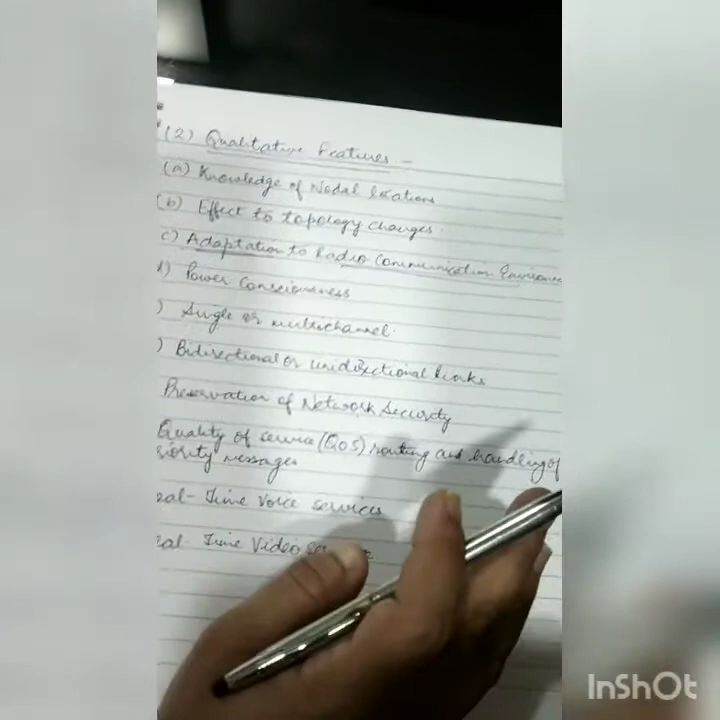 (2) Qualitative Features -
(a) Knowledge of Nodal locations
(b) Effect to topology changes.
c) Adaptation to Radio Communication
d) Power Consciousness
) Single or multichannel.
) Bidirectional or unidirectional links
Preservation of Network Security
Quality of service (QOS) routing and handling of
iority messages
eal-Time Voice services
eal-Time Video
InShOt